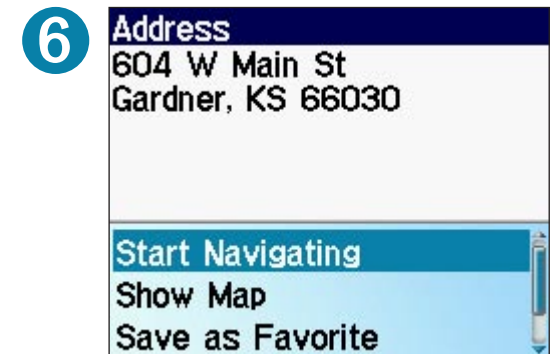 6
Address
604 W Main St
Gardner, KS 66030
Start Navigating
Show Map
Save as Favorite